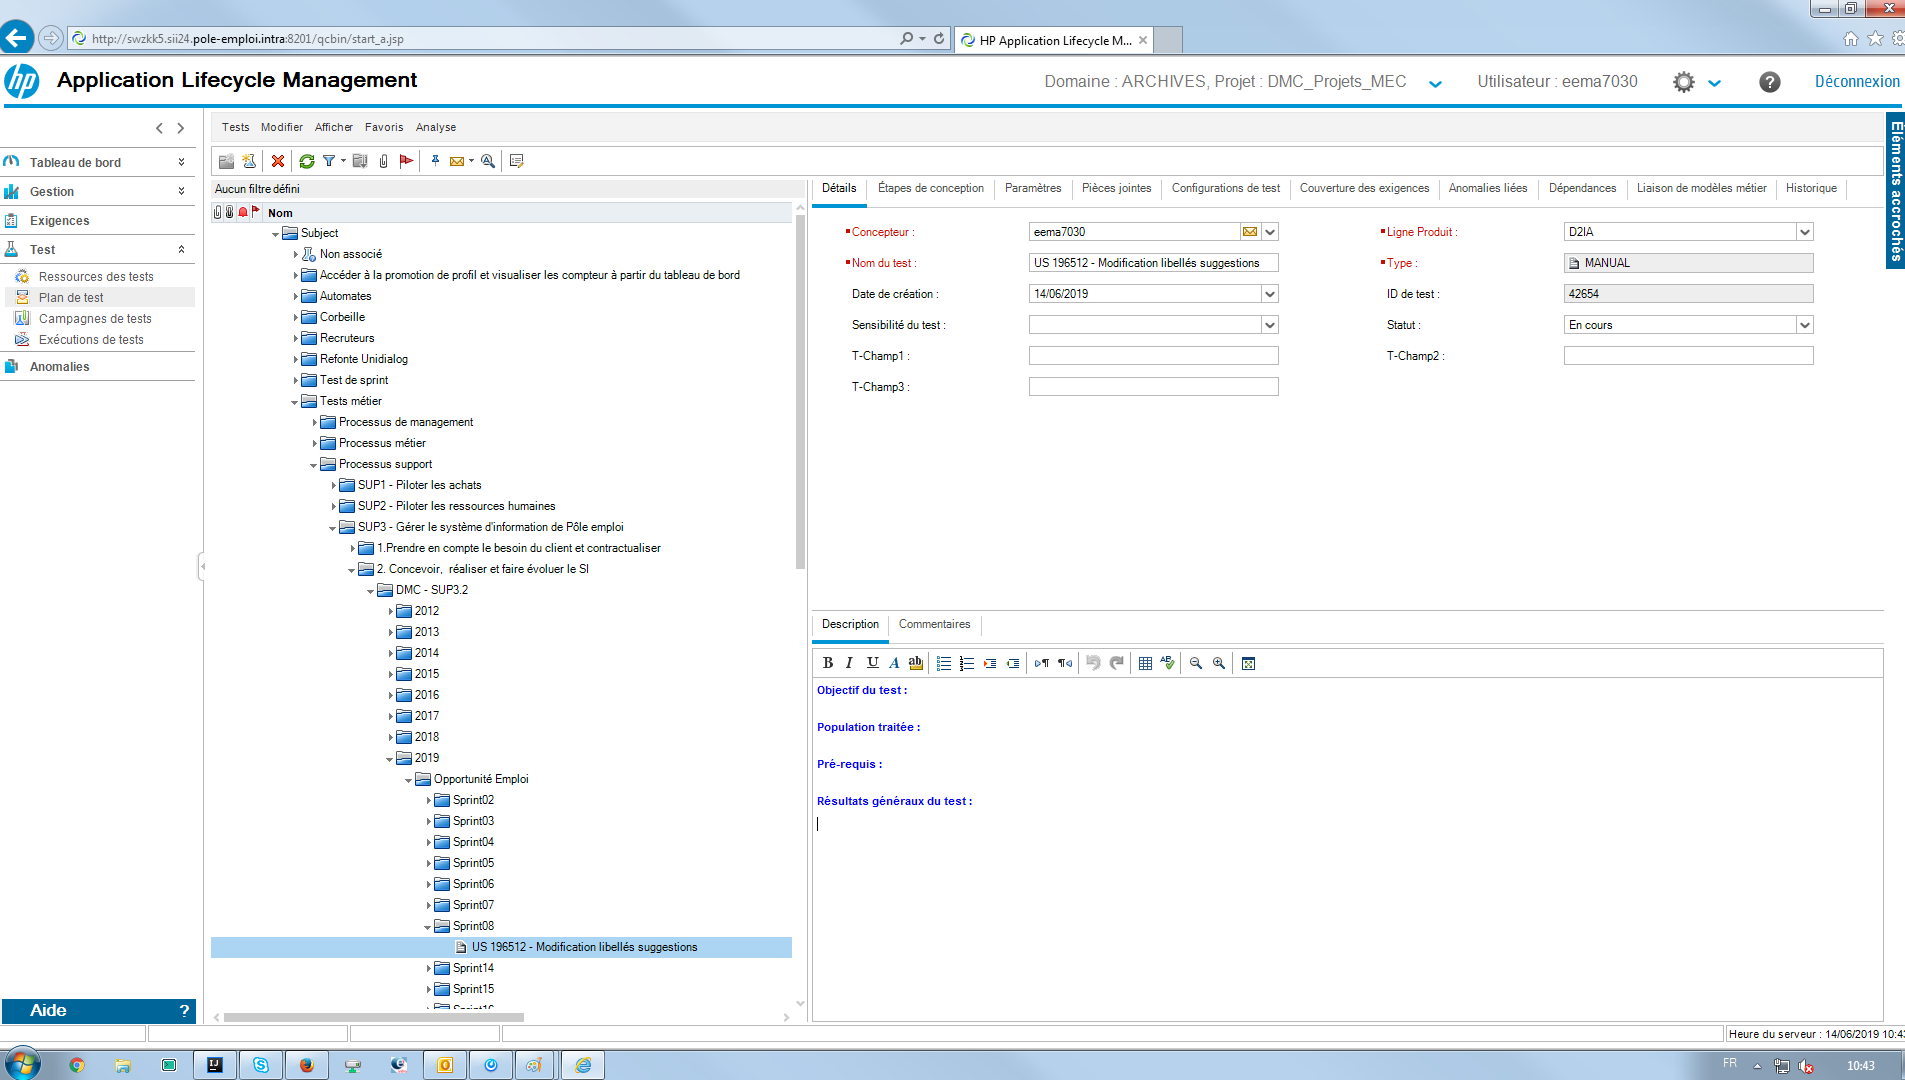 http://swzkk5.sii24.pole-emploi.intra:8201/qcbin/start_a.jsp
HP Application Lifecycle M...
hp
Application Lifecycle Management
Domaine : ARCHIVES, Projet : DMC_Projets_MEC
Utilisateur : eema7030
Déconnexion
Tests Modifier Afficher Favoris Analyse
Éléments accrochés
Tableau de bord
Gestion
Exigences
Test
Ressources des tests
Plan de test
Campagnes de tests
Exécutions de tests
Anomalies
Aide ?
Aucun filtre défini
Nom
Subject
Non associé
Accéder à la promotion de profil et visualiser les compteur à partir du tableau de bord
Automates
Corbeille
Recruteurs
Refonte Unidialog
Test de sprint
Tests métier
Processus de management
Processus métier
Processus support
SUP1 - Piloter les achats
SUP2 - Piloter les ressources humaines
SUP3 - Gérer le système d'information de Pôle emploi
1.Prendre en compte le besoin du client et contractualiser
2. Concevoir,  réaliser et faire évoluer le SI
DMC - SUP3.2
2012
2013
2014
2015
2016
2017
2018
2019
Opportunité Emploi
Sprint02
Sprint03
Sprint04
Sprint05
Sprint06
Sprint07
Sprint08
US 196512 - Modification libellés suggestions
Sprint14
Sprint15
Sprint16
Détails Étapes de conception Paramètres Pièces jointes Configurations de test Couverture des exigences Anomalies liées Dépendances Liaison de modèles métier Historique
Concepteur : eema7030
Ligne Produit : D2IA
Nom du test : US 196512 - Modification libellés suggestions
Type : MANUAL
Date de création : 14/06/2019
ID de test : 42654
Sensibilité du test :
Statut : En cours
T-Champ1 :
T-Champ2 :
T-Champ3 :
Description Commentaires
B I U A ab
Objectif du test :
Population traitée :
Pré-requis :
Résultats généraux du test :
Heure du serveur : 14/06/2019 10:43
FR
10:43